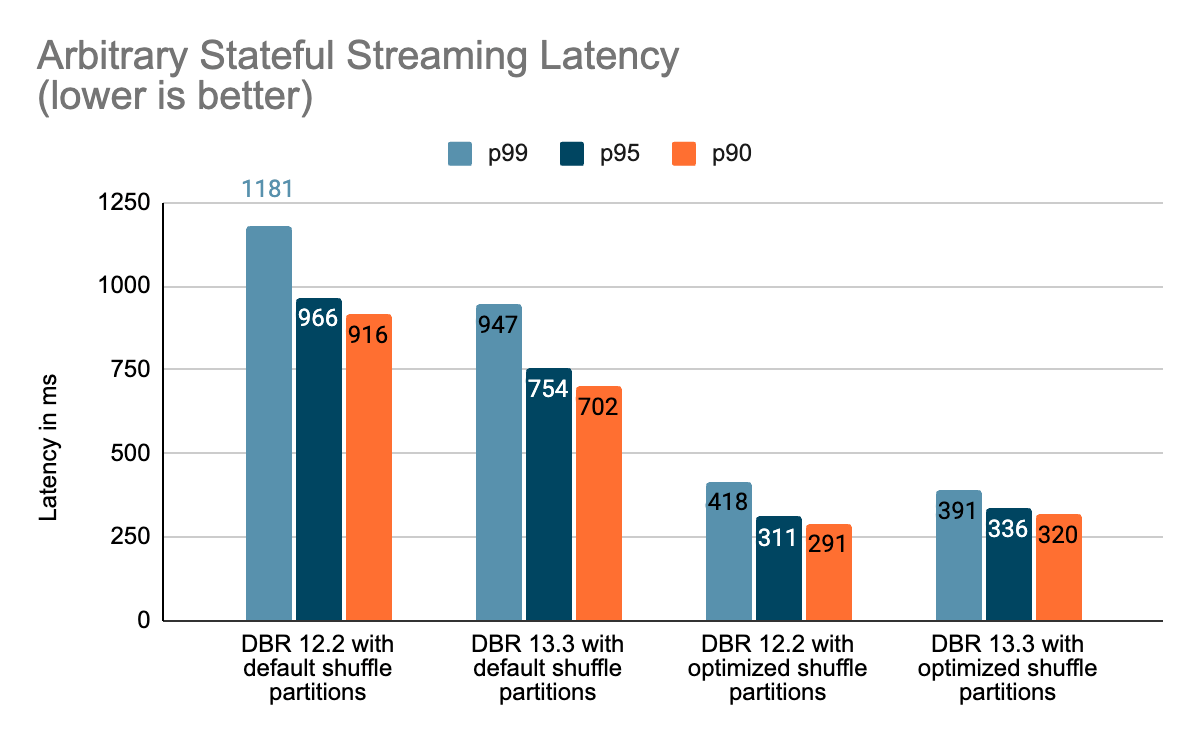 Arbitrary Stateful Streaming Latency
(lower is better)
p99 p95 p90
1181
1250
1000
966
916
947
750
754
702
500
418
391
311
291
336
320
250
0
Latency in ms
DBR 12.2 with
default shuffle
partitions
DBR 13.3 with
default shuffle
partitions
DBR 12.2 with
optimized shuffle
partitions
DBR 13.3 with
optimized shuffle
partitions